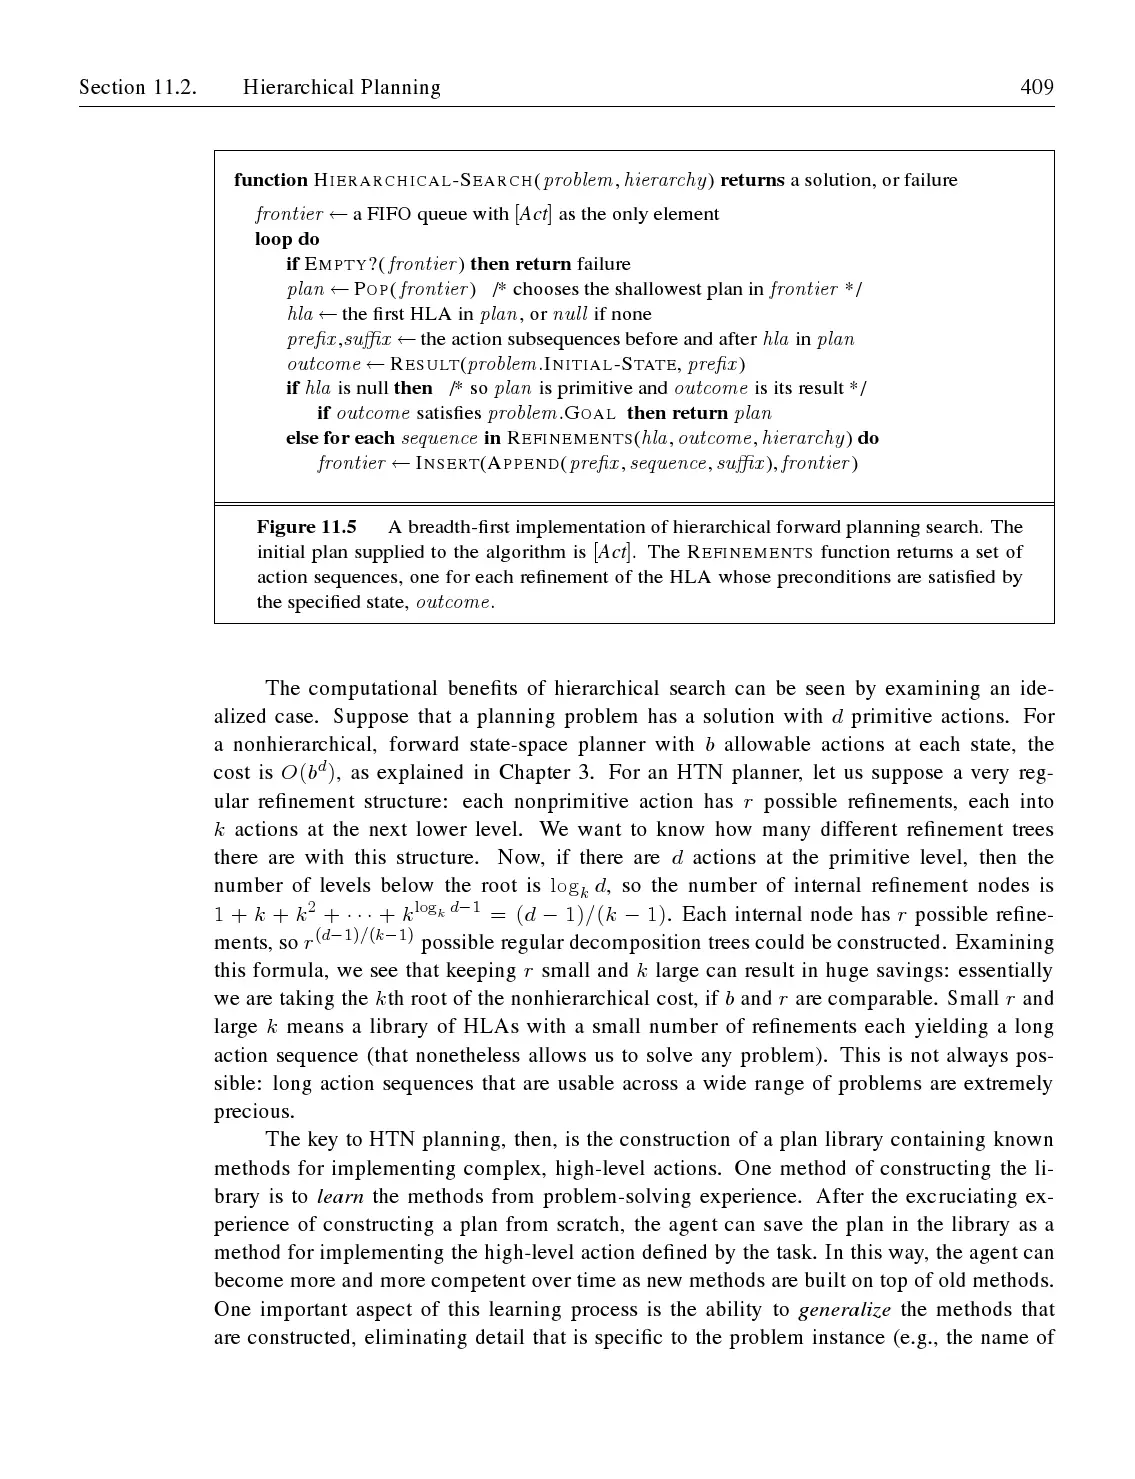 Section 11.2. Hierarchical Planning 409
function HIERARCHICAL-SEARCH(problem, hierarchy) returns a solution, or failure
frontier ← a FIFO queue with [Act] as the only element
loop do
if EMPTY?(frontier) then return failure
plan ← POP(frontier) /* chooses the shallowest plan in frontier */
hla ← the first HLA in plan, or null if none
prefix,suffix ← the action subsequences before and after hla in plan
outcome ← RESULT(problem.INITIAL-STATE, prefix)
if hla is null then /* so plan is primitive and outcome is its result */
if outcome satisfies problem.GOAL then return plan
else for each sequence in REFINEMENTS(hla, outcome, hierarchy) do
frontier ← INSERT(APPEND(prefix, sequence, suffix), frontier)
Figure 11.5 A breadth-first implementation of hierarchical forward planning search. The
initial plan supplied to the algorithm is [Act]. The REFINEMENTS function returns a set of
action sequences, one for each refinement of the HLA whose preconditions are satisfied by
the specified state, outcome.
The computational benefits of hierarchical search can be seen by examining an ide-
alized case. Suppose that a planning problem has a solution with d primitive actions. For
a nonhierarchical, forward state-space planner with b allowable actions at each state, the
cost is O(b^d), as explained in Chapter 3. For an HTN planner, let us suppose a very reg-
ular refinement structure: each nonprimitive action has r possible refinements, each into
k actions at the next lower level. We want to know how many different refinement trees
there are with this structure. Now, if there are d actions at the primitive level, then the
number of levels below the root is log_k d, so the number of internal refinement nodes is
1 + k + k^2 + ··· + k^{log_k d−1} = (d − 1)/(k − 1). Each internal node has r possible refine-
ments, so r^{(d−1)/(k−1)} possible regular decomposition trees could be constructed. Examining
this formula, we see that keeping r small and k large can result in huge savings: essentially
we are taking the kth root of the nonhierarchical cost, if b and r are comparable. Small r and
large k means a library of HLAs with a small number of refinements each yielding a long
action sequence (that nonetheless allows us to solve any problem). This is not always pos-
sible: long action sequences that are usable across a wide range of problems are extremely
precious.
The key to HTN planning, then, is the construction of a plan library containing known
methods for implementing complex, high-level actions. One method of constructing the li-
brary is to learn the methods from problem-solving experience. After the excruciating ex-
perience of constructing a plan from scratch, the agent can save the plan in the library as a
method for implementing the high-level action defined by the task. In this way, the agent can
become more and more competent over time as new methods are built on top of old methods.
One important aspect of this learning process is the ability to generalize the methods that
are constructed, eliminating detail that is specific to the problem instance (e.g., the name of